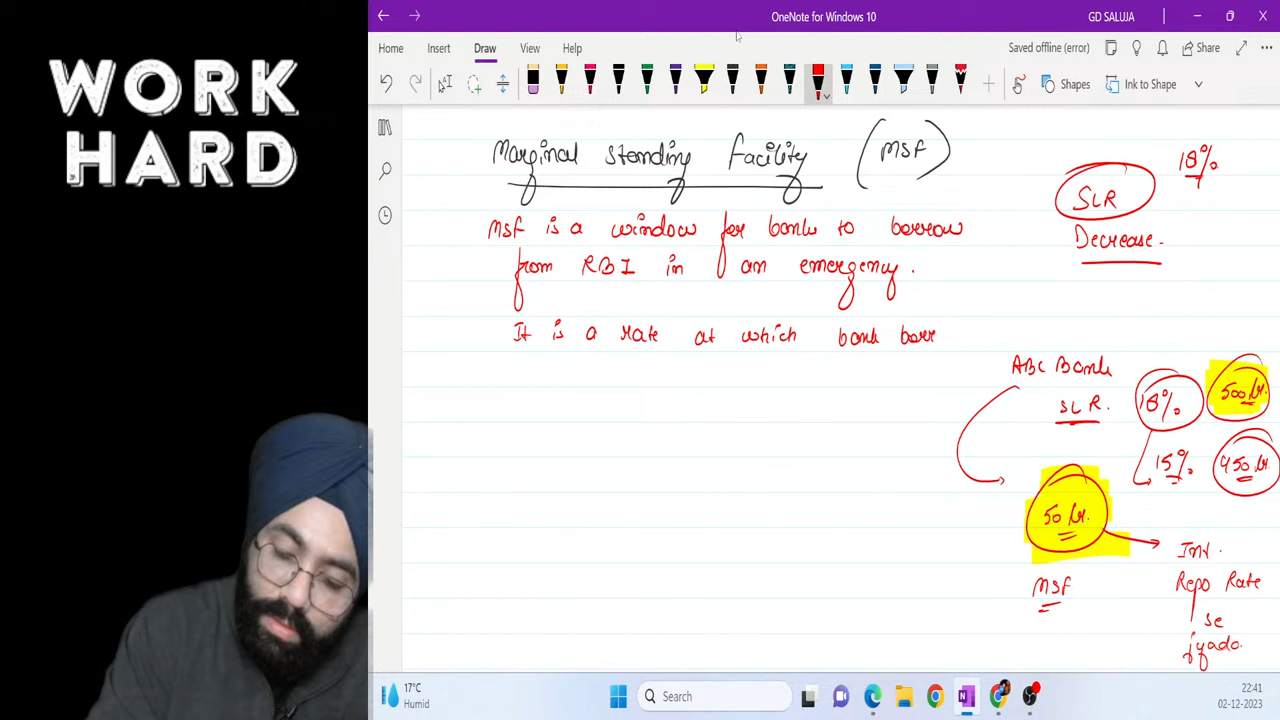 WORK
HARD
OneNote for Windows 10
GD SALUJA
Home Insert Draw View Help
Saved offline (error)
Share
Shapes
Ink to Shape
Marginal Standing Facility (MSF)
MSF is a window for bank to borrow
from RBI in an emergency.
It is a rate at which bank borr
18%
SLR
Decrease.
ABC Bank
SLR. 18% 500 Cr.
15% 450 Cr.
50 Cr.
MSF
Int.
Repo Rate
se
jyada.
17°C
Humid
Search
22:41
02-12-2023